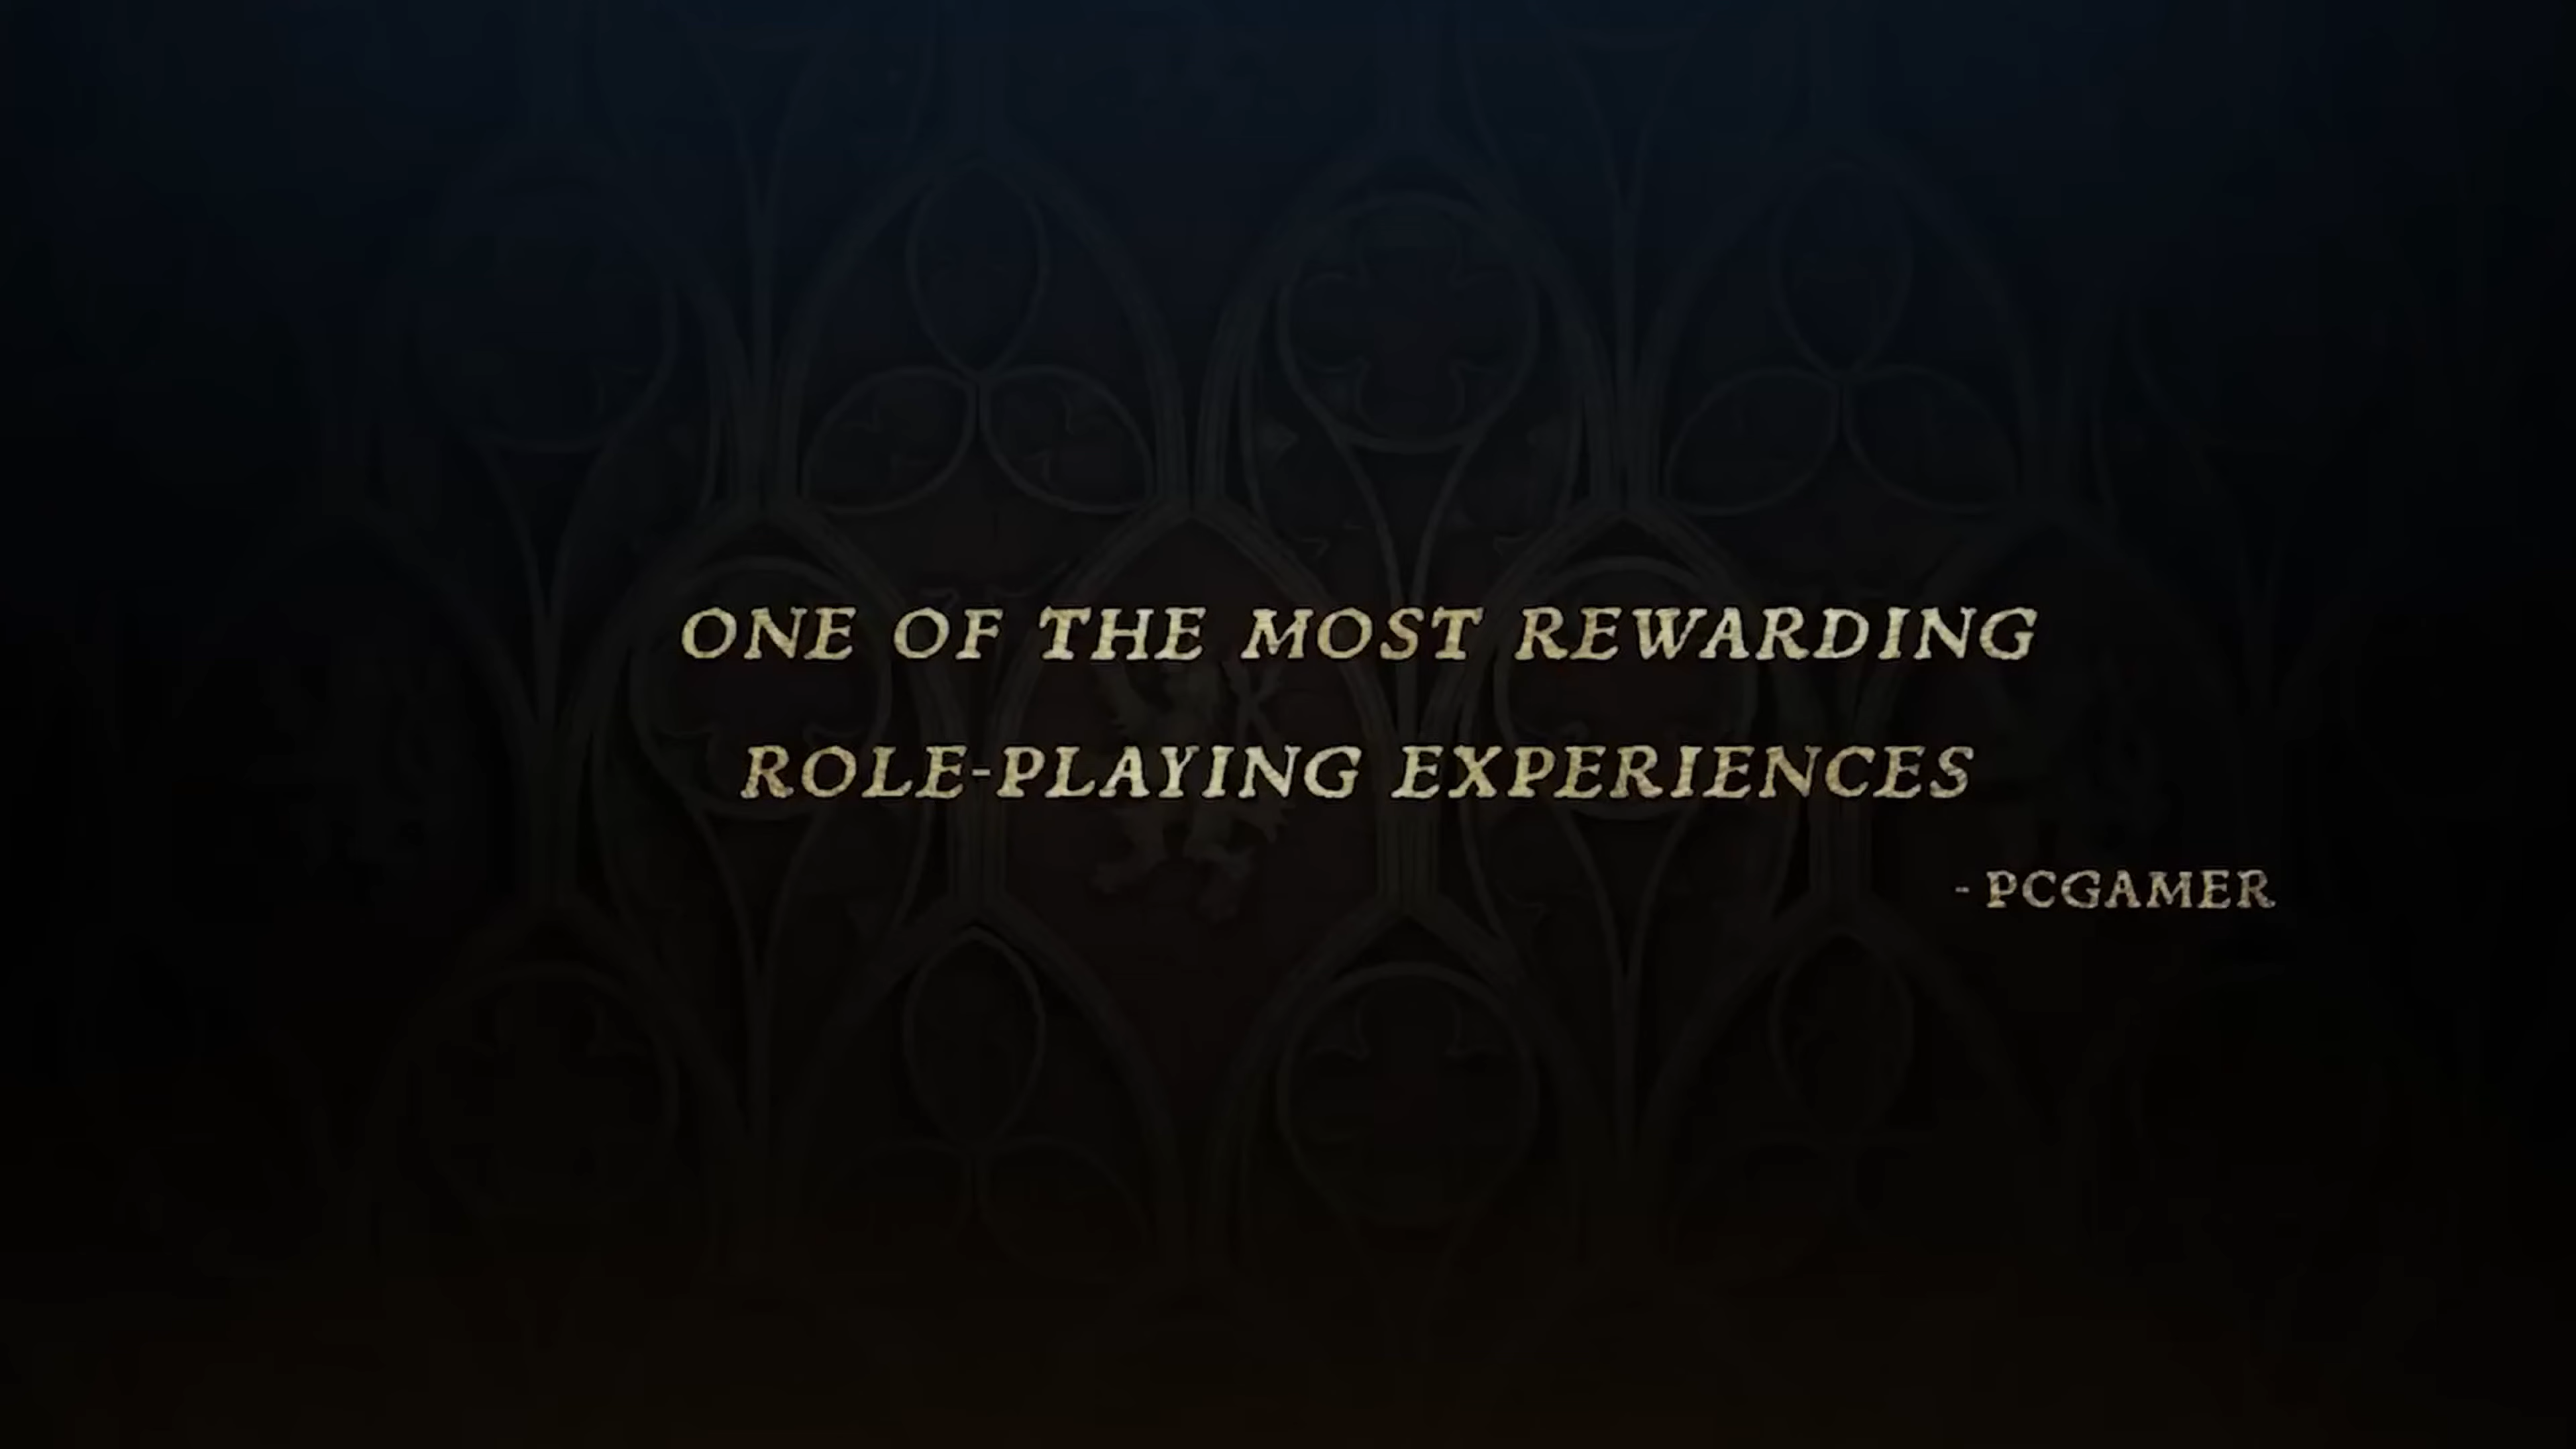 ONE OF THE MOST REWARDING
ROLE-PLAYING EXPERIENCES
- PCGAMER